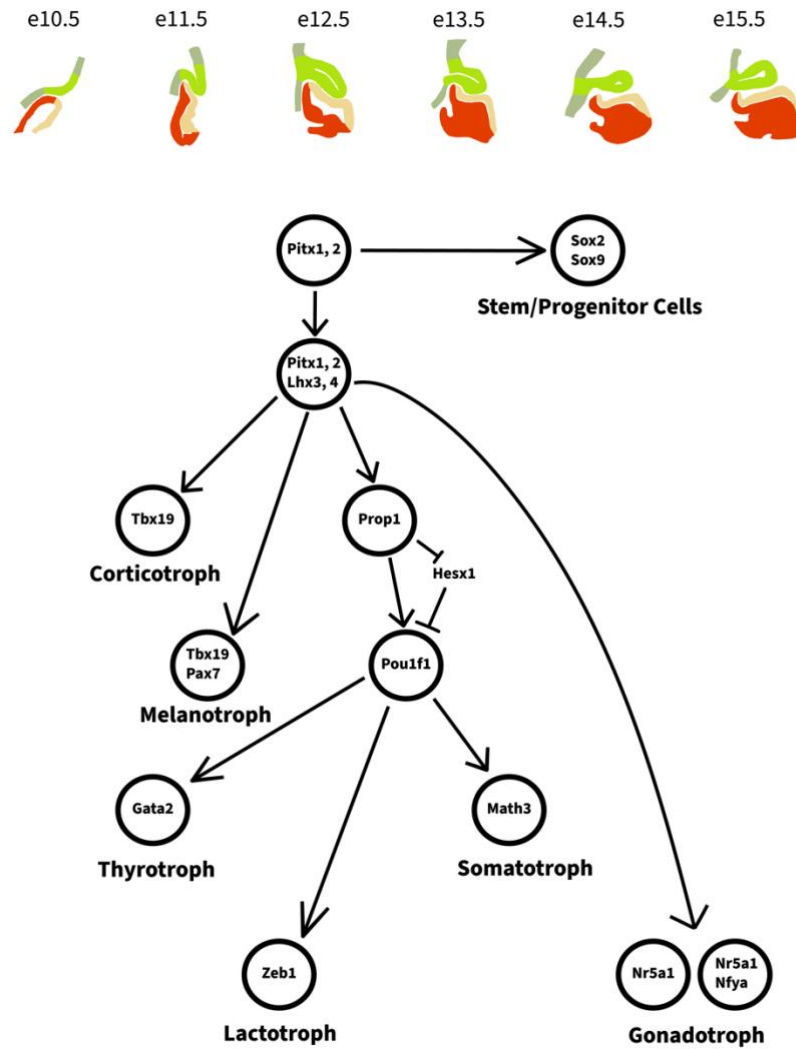 e10.5 e11.5 e12.5 e13.5 e14.5 e15.5
Pitx1, 2
Sox2
Sox9
Stem/Progenitor Cells
Pitx1, 2
Lhx3, 4
Tbx19
Corticotroph
Prop1
Hesx1
Tbx19
Pax7
Melanotroph
Pou1f1
Gata2
Thyrotroph
Math3
Somatotroph
Zeb1
Lactotroph
Nr5a1
Nr5a1
Nfya
Gonadotroph